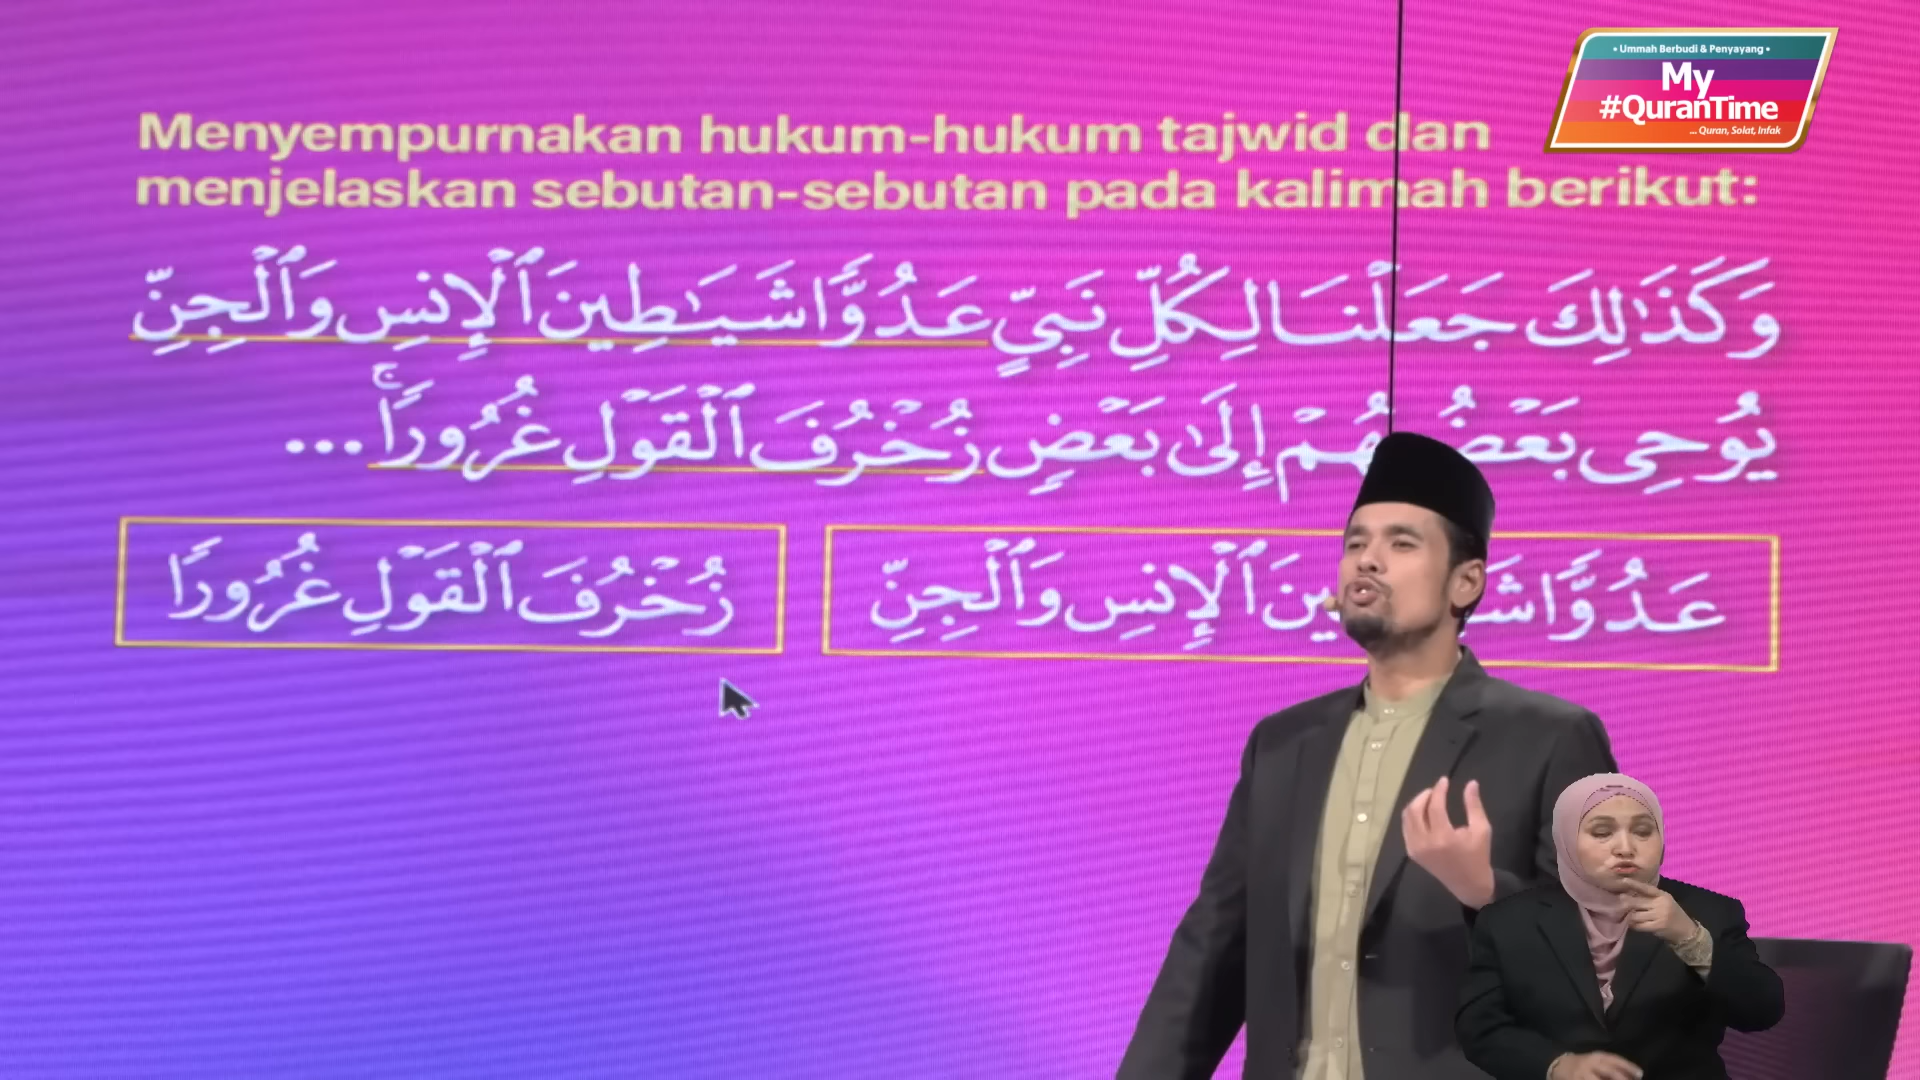 • Ummah Berbudi & Penyayang •
My
#QuranTime
... Quran, Solat, Infak
Menyempurnakan hukum-hukum tajwid dan
menjelaskan sebutan-sebutan pada kalimah berikut:
وَكَذَٰلِكَ جَعَلْنَا لِكُلِّ نَبِيٍّ عَدُوًّا شَيَـٰطِينَ ٱلْإِنسِ وَٱلْجِنِّ
يُوحِى بَعْضُهُمْ إِلَىٰ بَعْضٍ زُخْرُفَ ٱلْقَوْلِ غُرُورًا ۚ ...
عَدُوًّا ٱلْإِنسِ وَٱلْجِنِّ
زُخْرُفَ ٱلْقَوْلِ غُرُورًا